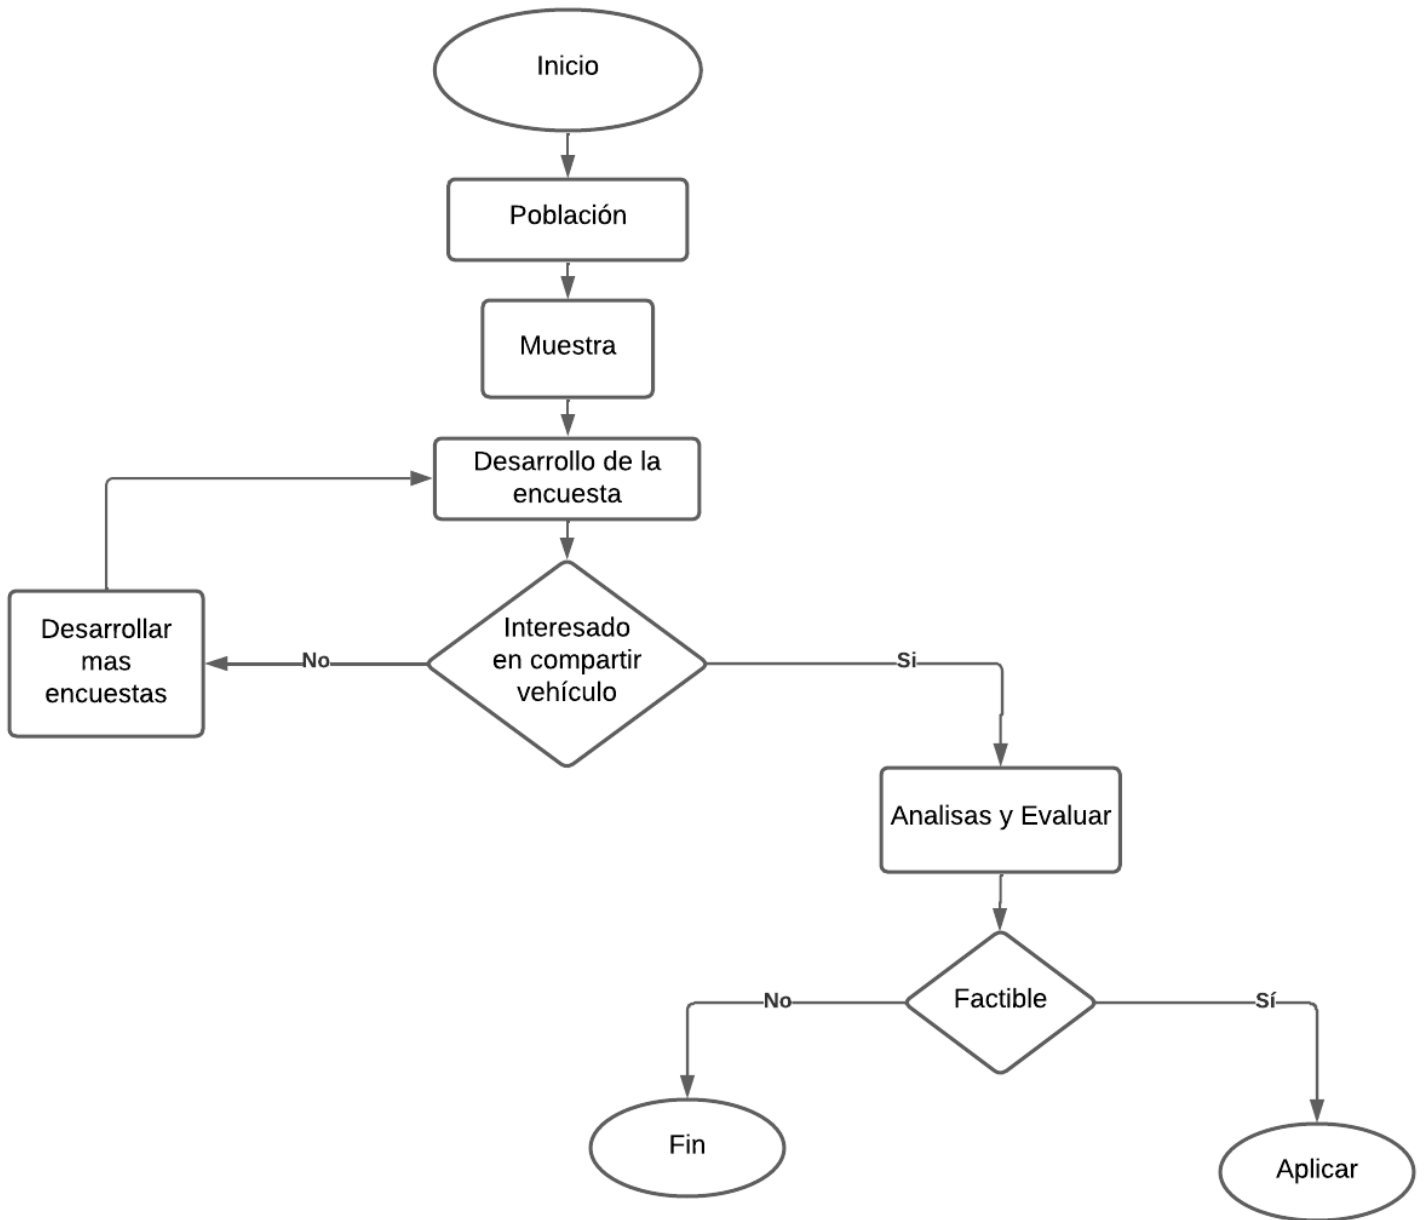 Inicio
Población
Muestra
Desarrollo de la
encuesta
Desarrollar
mas
encuestas
No
Interesado
en compartir
vehículo
Si
Analisas y Evaluar
No
Factible
Sí
Fin
Aplicar